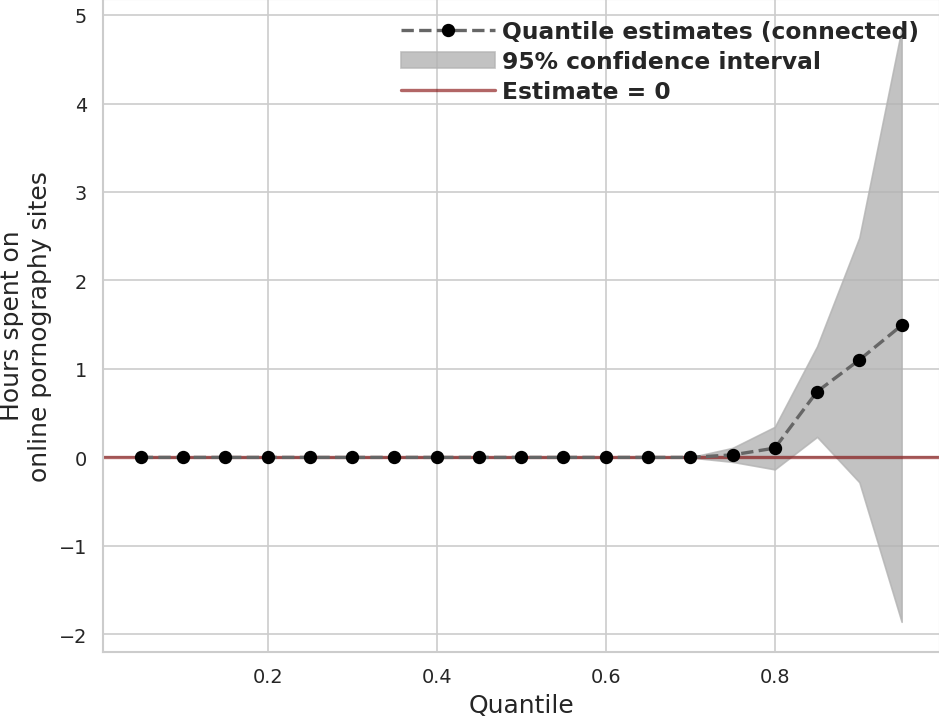 Quantile estimates (connected)
95% confidence interval
Estimate = 0
Hours spent on
online pornography sites
5
4
3
2
1
0
−1
−2
0.2
0.4
0.6
0.8
Quantile